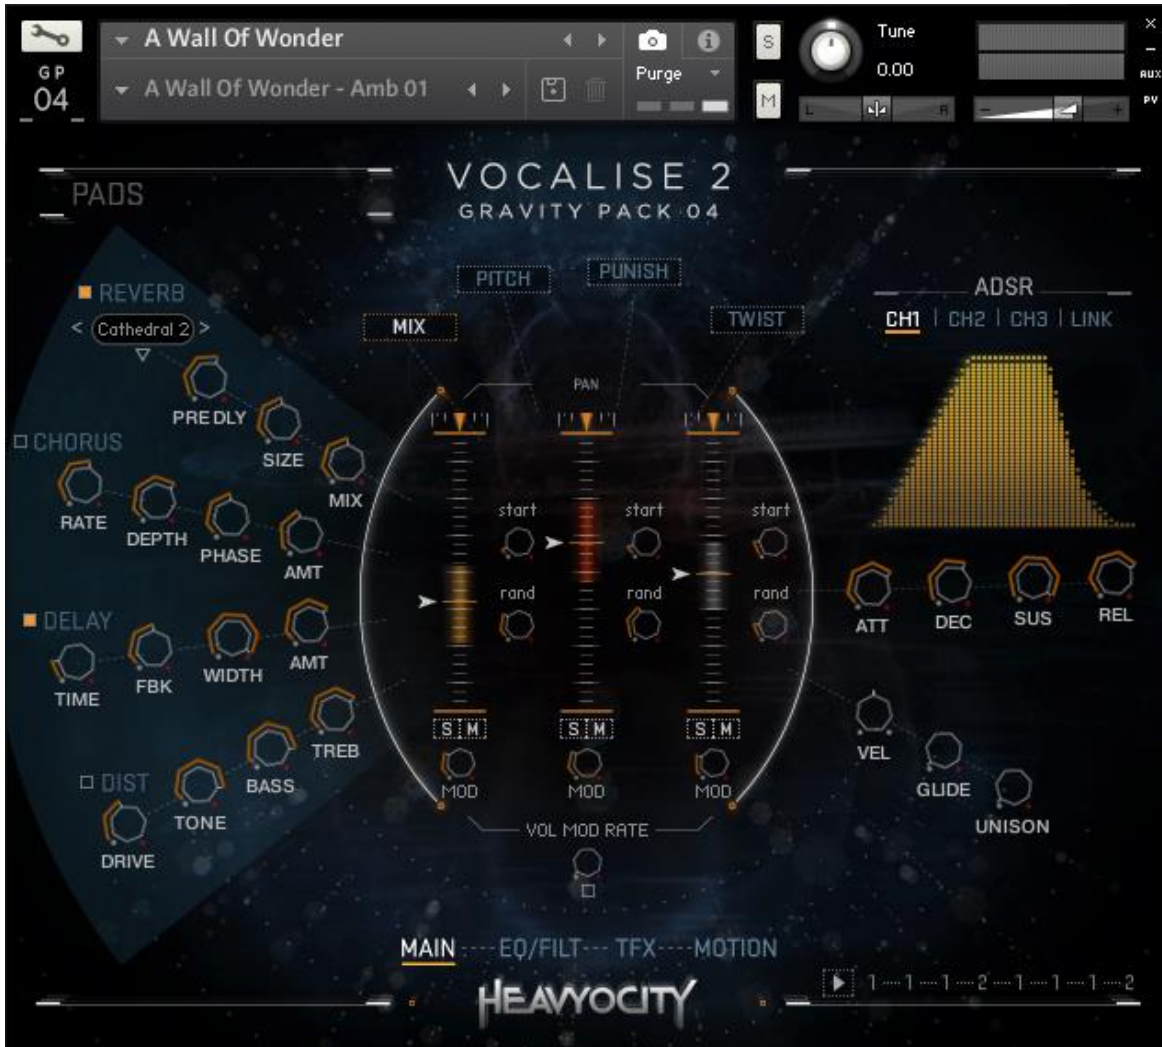 A Wall Of Wonder
S
Tune
0.00
X
GP
04
A Wall Of Wonder - Amb 01
Purge
M
L
R
-
+
AUX
PV
VOCALISE 2
GRAVITY PACK 04
PADS
PITCH
PUNISH
MIX
TWIST
REVERB
< Cathedral 2 >
PREDLY
SIZE
MIX
CHORUS
RATE
DEPTH
PHASE
AMT
DELAY
TIME
FBK
WIDTH
AMT
DIST
DRIVE
TONE
BASS
TREB
PAN
start
start
start
rand
rand
rand
S M
S M
S M
MOD
MOD
MOD
VOL MOD RATE
ADSR
CH1 | CH2 | CH3 | LINK
ATT
DEC
SUS
REL
VEL
GLIDE
UNISON
MAIN EQ/FILT TFX MOTION
HEAVYOCITY
1 1 1 2 1 1 1 2